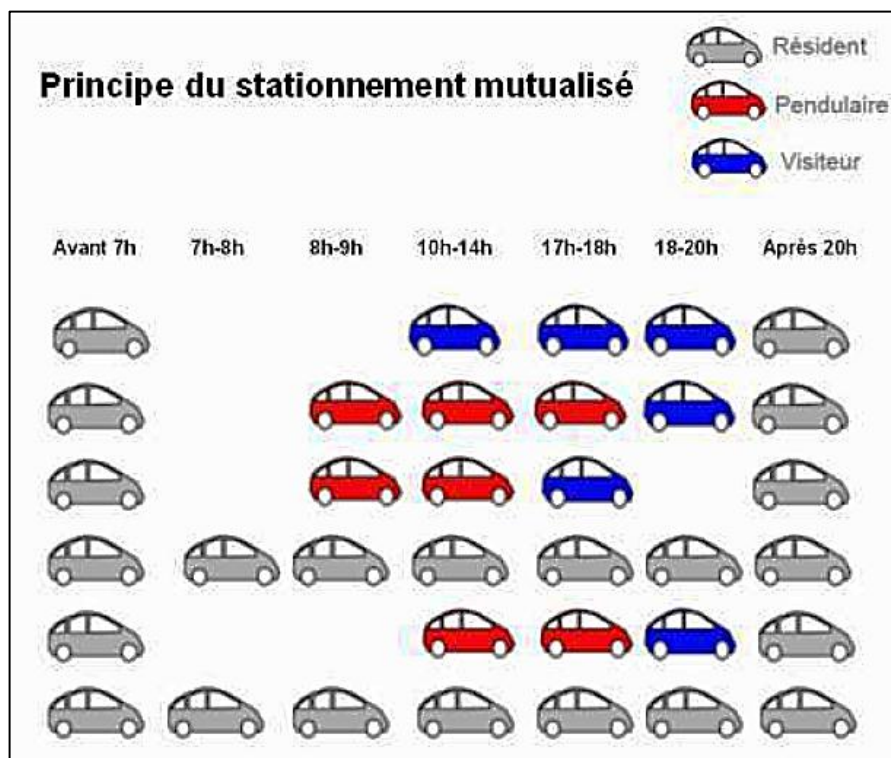 Principe du stationnement mutualisé
Résident
Pendulaire
Visiteur
Avant 7h 7h-8h 8h-9h 10h-14h 17h-18h 18-20h Après 20h